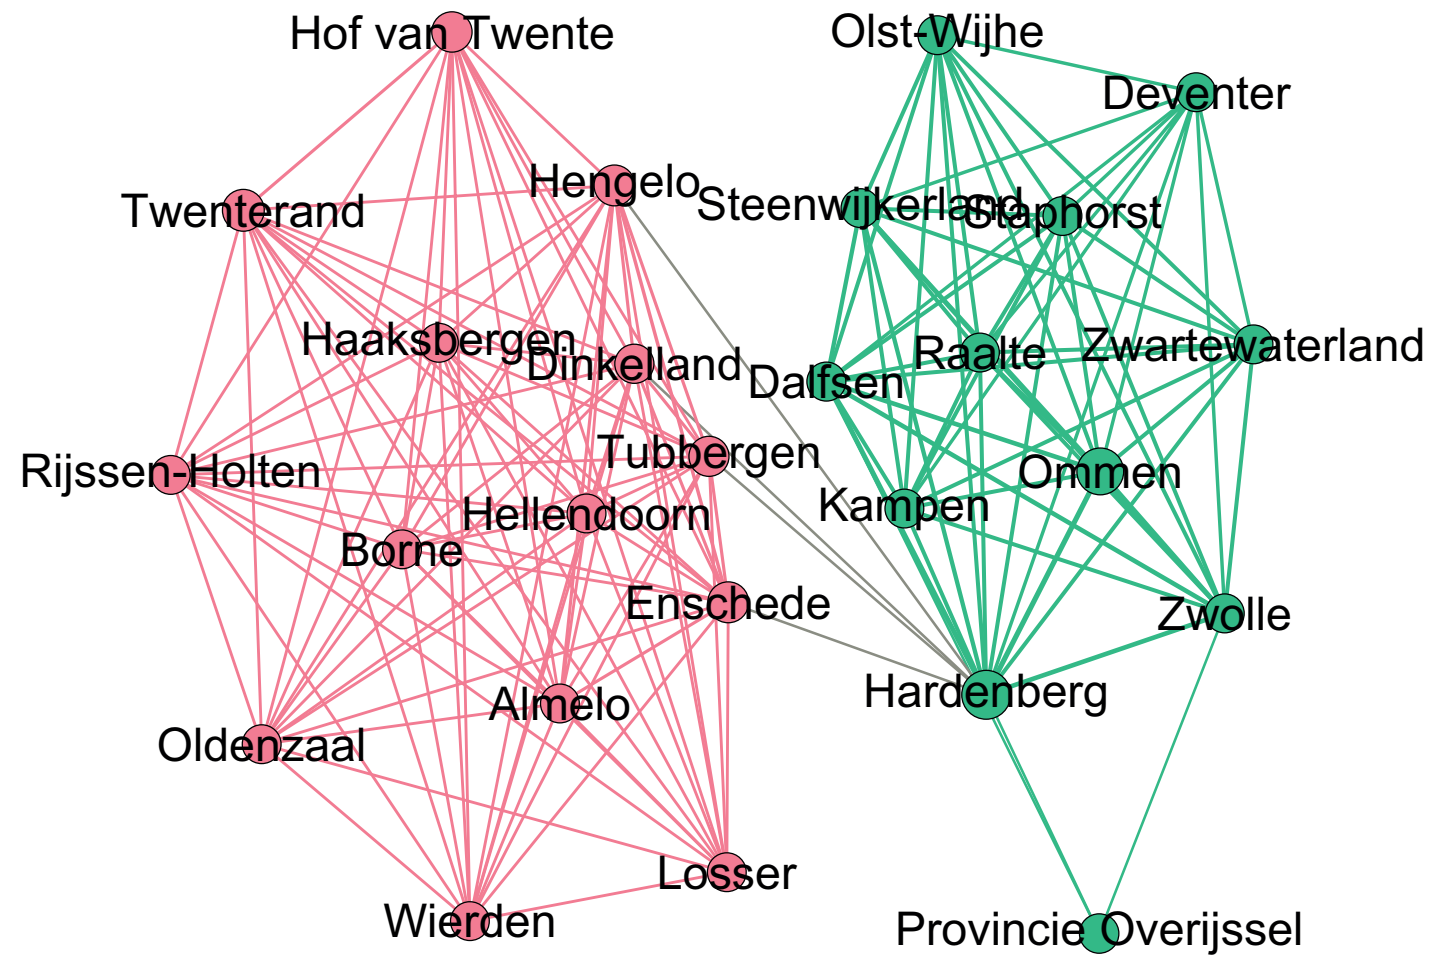 Hof van Twente
Olst-Wijhe
Deventer
Hengelo
Twenterand
Steenwijkerland
Staphorst
Haaksbergen
Dinkelland
Raalte
Zwartewaterland
Dalfsen
Tubbergen
Rijssen-Holten
Ommen
Hellendoorn
Kampen
Borne
Enschede
Zwolle
Hardenberg
Almelo
Oldenzaal
Losser
Wierden
Provincie Overijssel